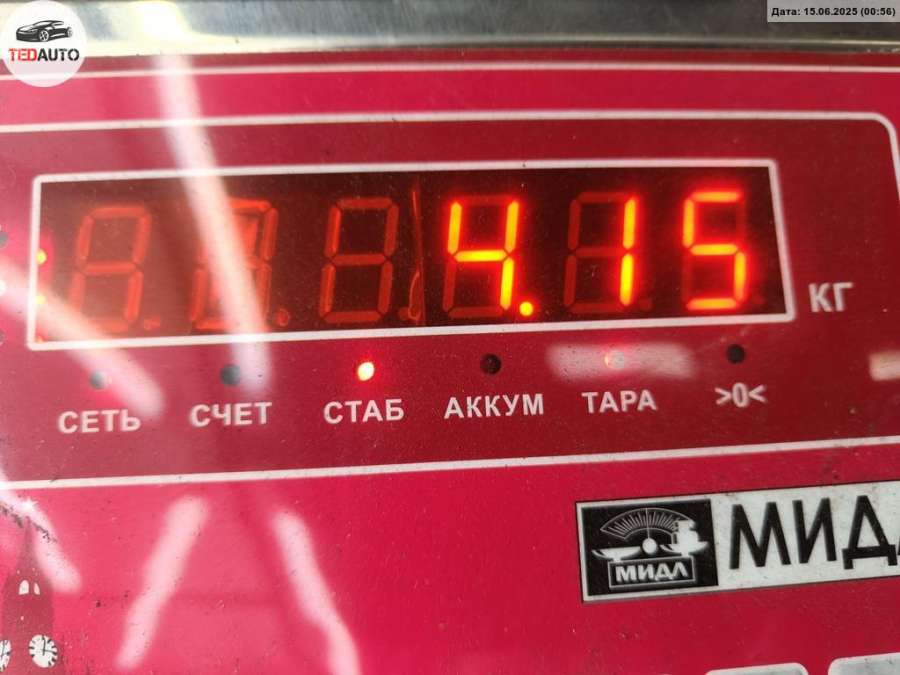 TEDAUTO
Дата: 15.06.2025 (00:56)
4.15
КГ
СЕТЬ СЧЕТ СТАБ АККУМ ТАРА >0<
МИДЛ
МИДЛ